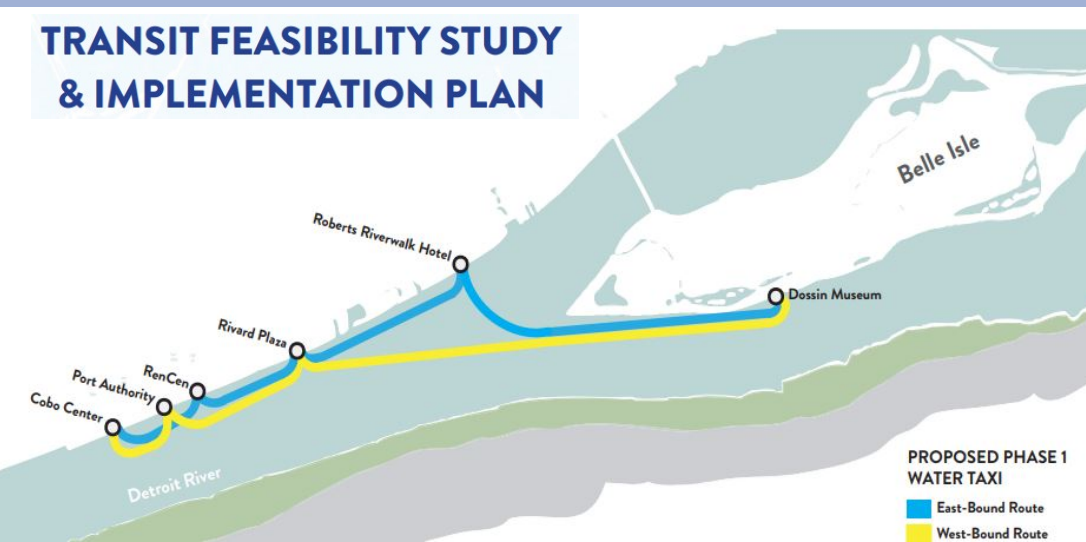 TRANSIT FEASIBILITY STUDY
& IMPLEMENTATION PLAN
Belle Isle
Roberts Riverwalk Hotel
Dossin Museum
Rivard Plaza
RenCen
Port Authority
Cobo Center
Detroit River
PROPOSED PHASE 1
WATER TAXI
East-Bound Route
West-Bound Route